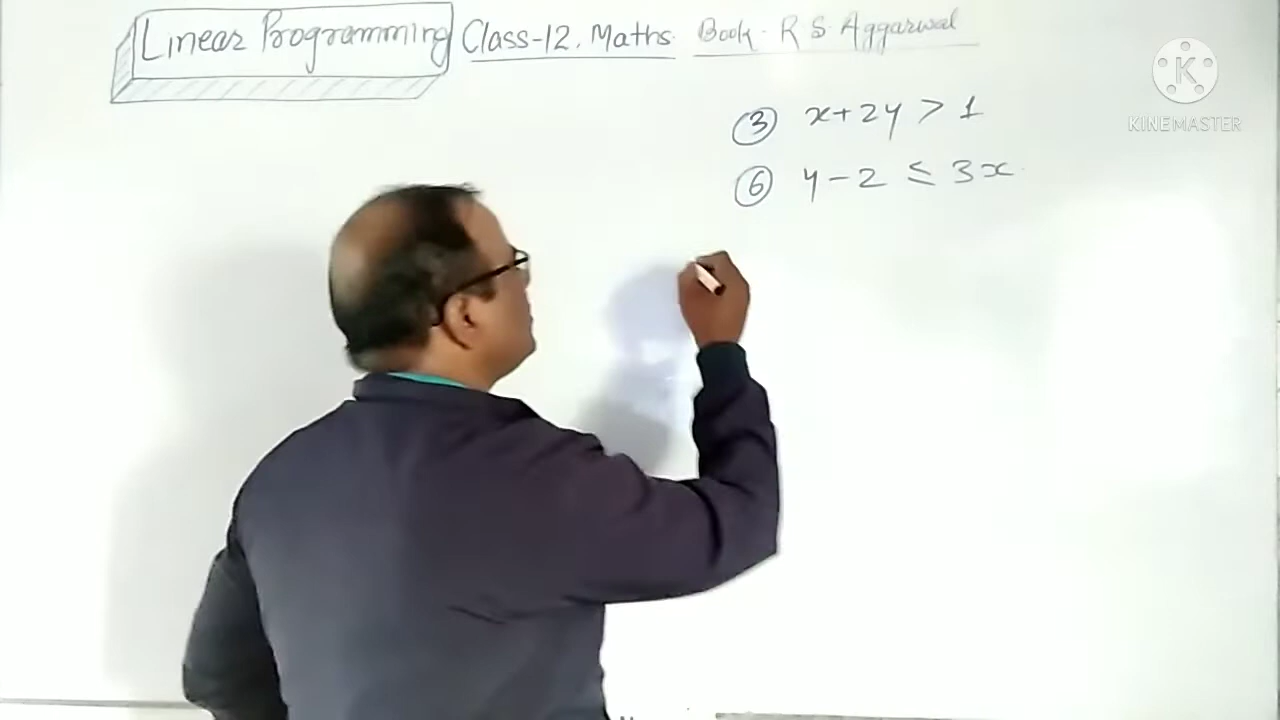 Linear Programming Class-12, Maths. Book - R S. Aggarwal
③ x+2y > 1
⑥ y-2 ≤ 3x
K
KINEMASTER